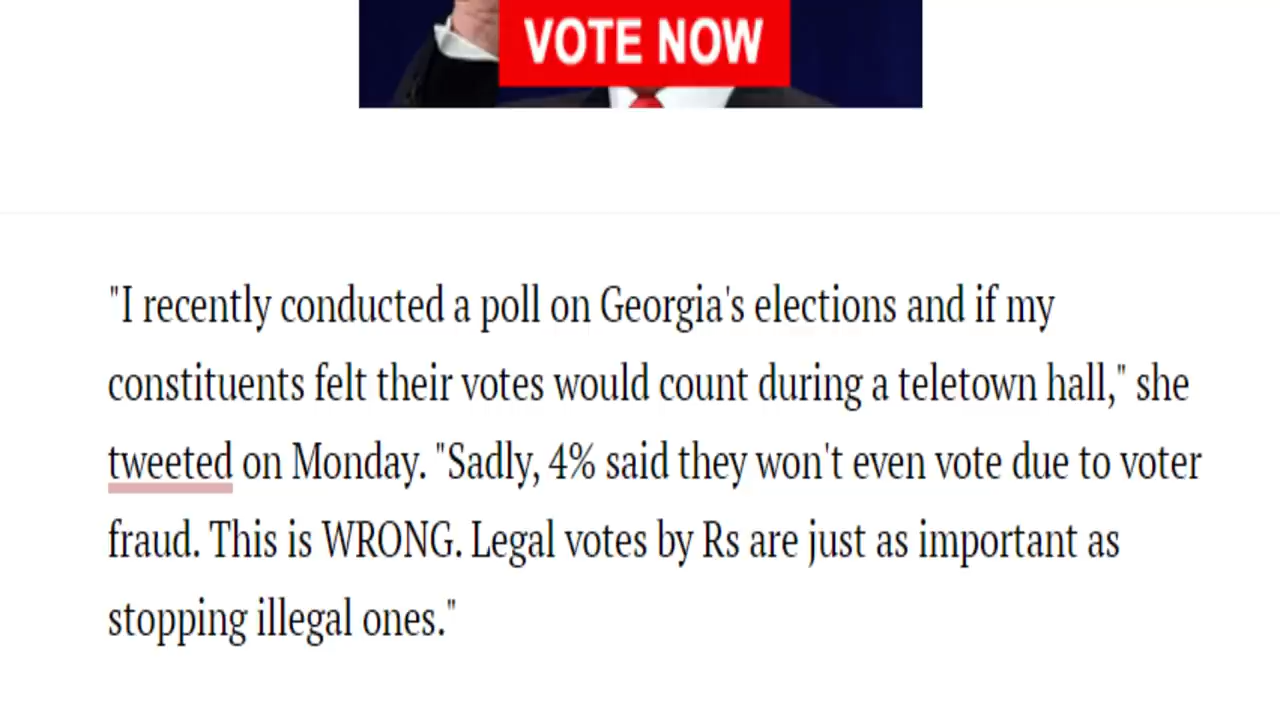 VOTE NOW
"I recently conducted a poll on Georgia's elections and if my
constituents felt their votes would count during a teletown hall," she
tweeted on Monday. "Sadly, 4% said they won't even vote due to voter
fraud. This is WRONG. Legal votes by Rs are just as important as
stopping illegal ones."